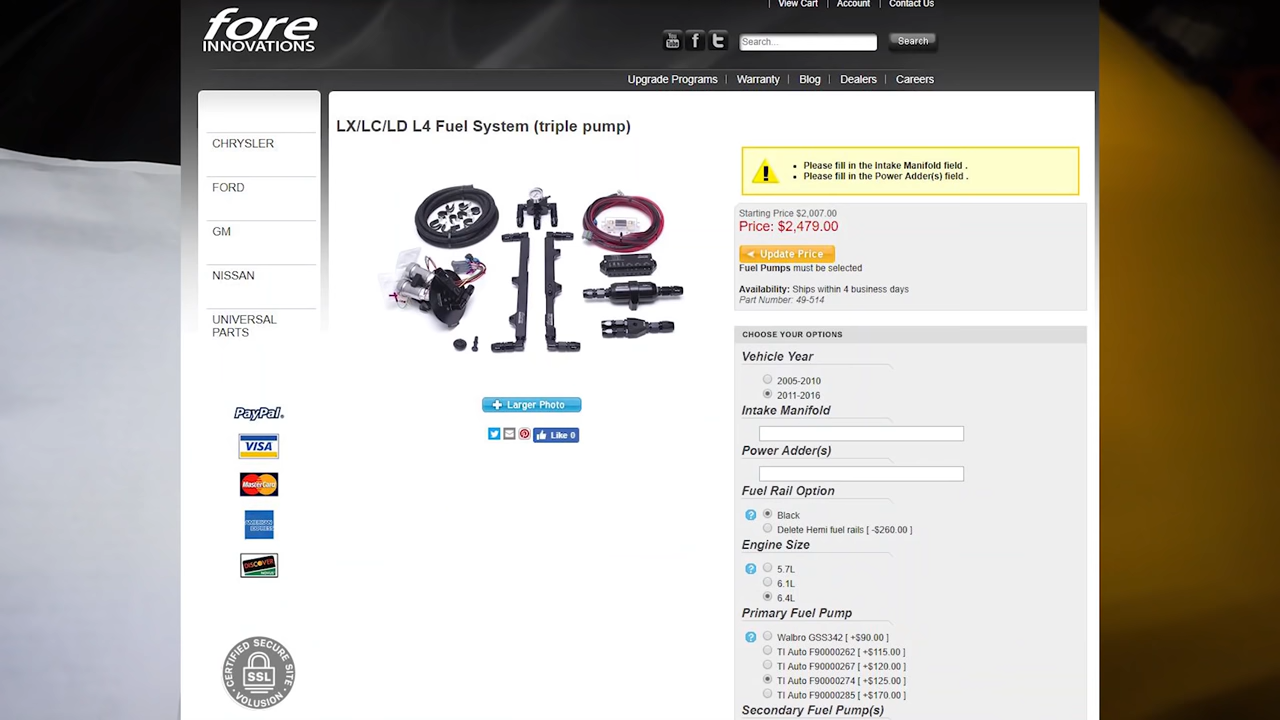 View Cart
Account
Contact Us
fore
INNOVATIONS
Search...
Search
Upgrade Programs
Warranty
Blog
Dealers
Careers
CHRYSLER
FORD
GM
NISSAN
UNIVERSAL
PARTS
PayPal
VISA
MasterCard
AMERICAN
EXPRESS
DISCOVER
CERTIFIED SECURE SITE
SSL
VOLUSION
LX/LC/LD L4 Fuel System (triple pump)
Larger Photo
Like 0
Please fill in the Intake Manifold field .
Please fill in the Power Adder(s) field .
Starting Price $2,007.00
Price: $2,479.00
Update Price
Fuel Pumps must be selected
Availability: Ships within 4 business days
Part Number: 49-514
CHOOSE YOUR OPTIONS
Vehicle Year
2005-2010
2011-2016
Intake Manifold
Power Adder(s)
Fuel Rail Option
? Black
Delete Hemi fuel rails [ -$260.00 ]
Engine Size
? 5.7L
6.1L
6.4L
Primary Fuel Pump
? Walbro GSS342 [ +$90.00 ]
TI Auto F90000262 [ +$115.00 ]
TI Auto F90000267 [ +$120.00 ]
TI Auto F90000274 [ +$125.00 ]
TI Auto F90000285 [ +$170.00 ]
Secondary Fuel Pump(s)